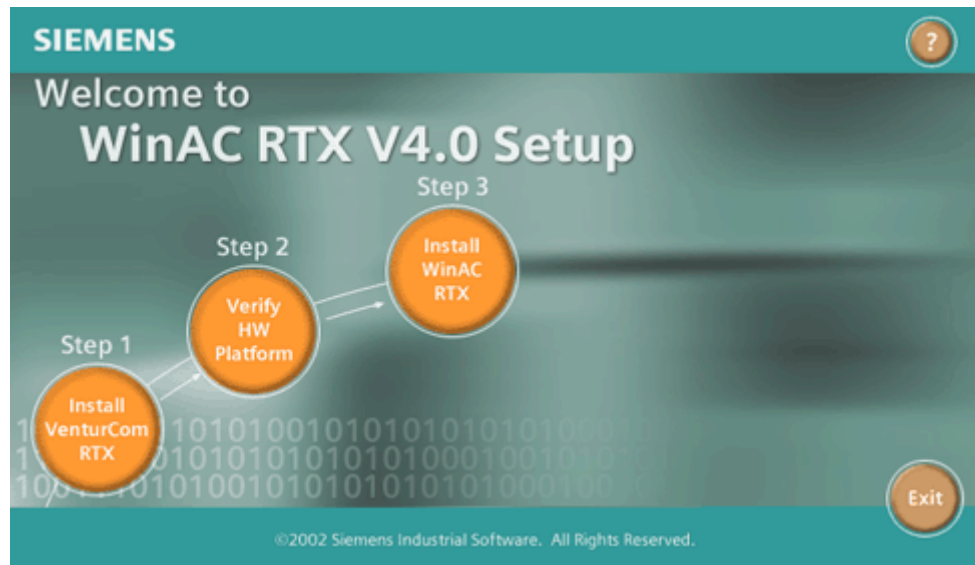 SIEMENS
?
Welcome to
WinAC RTX V4.0 Setup
Step 3
Install
WinAC
RTX
Step 2
Verify
HW
Platform
Step 1
Install
VenturCom
RTX
Exit
©2002 Siemens Industrial Software. All Rights Reserved.